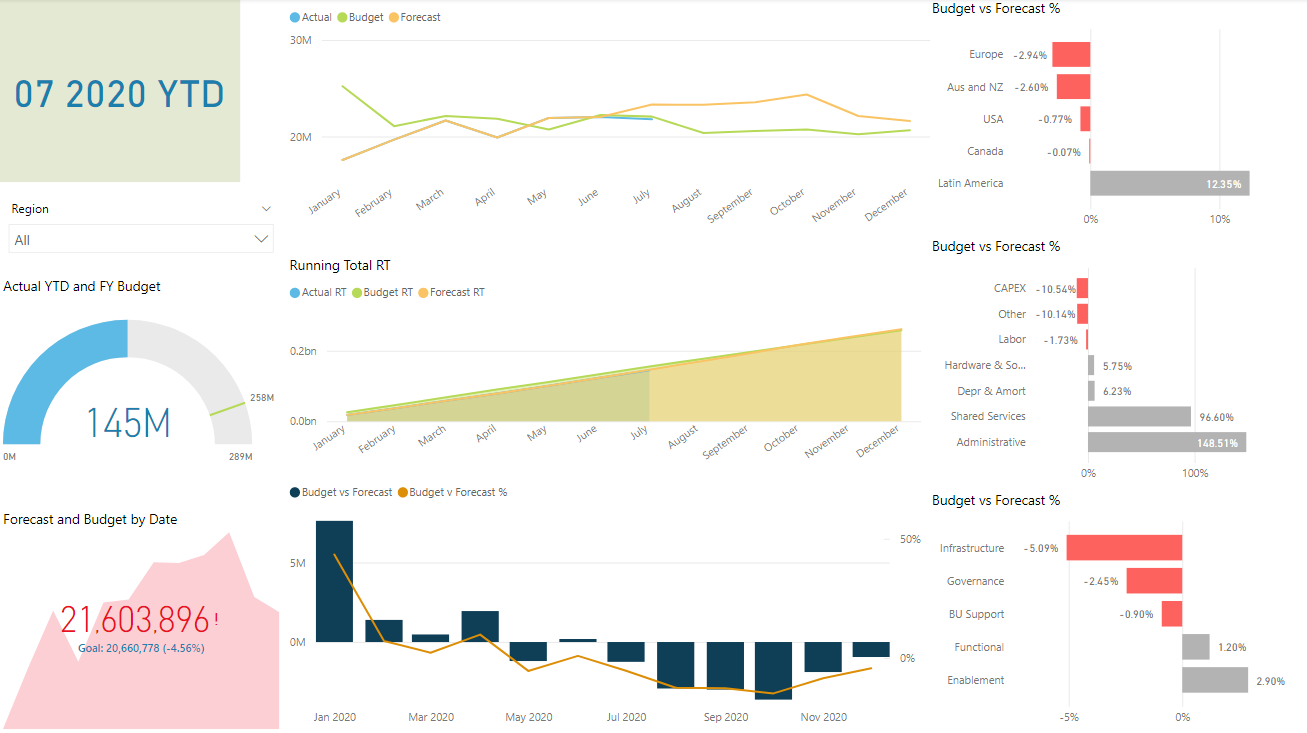 07 2020 YTD
Region
All
Actual YTD and FY Budget
258M
145M
0M
289M
Forecast and Budget by Date
21,603,896!
Goal: 20,660,778 (-4.56%)
Actual Budget Forecast
30M
20M
January February March April May June July August September October November December
Running Total RT
Actual RT Budget RT Forecast RT
0.2bn
0.0bn
January February March April May June July August September October November December
Budget vs Forecast Budget v Forecast %
50%
5M
0M
0%
Jan 2020 Mar 2020 May 2020 Jul 2020 Sep 2020 Nov 2020
Budget vs Forecast %
Europe -2.94%
Aus and NZ -2.60%
USA -0.77%
Canada -0.07%
Latin America 12.35%
0% 10%
Budget vs Forecast %
CAPEX -10.54%
Other -10.14%
Labor -1.73%
Hardware & So... 5.75%
Depr & Amort 6.23%
Shared Services 96.60%
Administrative 148.51%
0% 100%
Budget vs Forecast %
Infrastructure -5.09%
Governance -2.45%
BU Support -0.90%
Functional 1.20%
Enablement 2.90%
-5% 0%